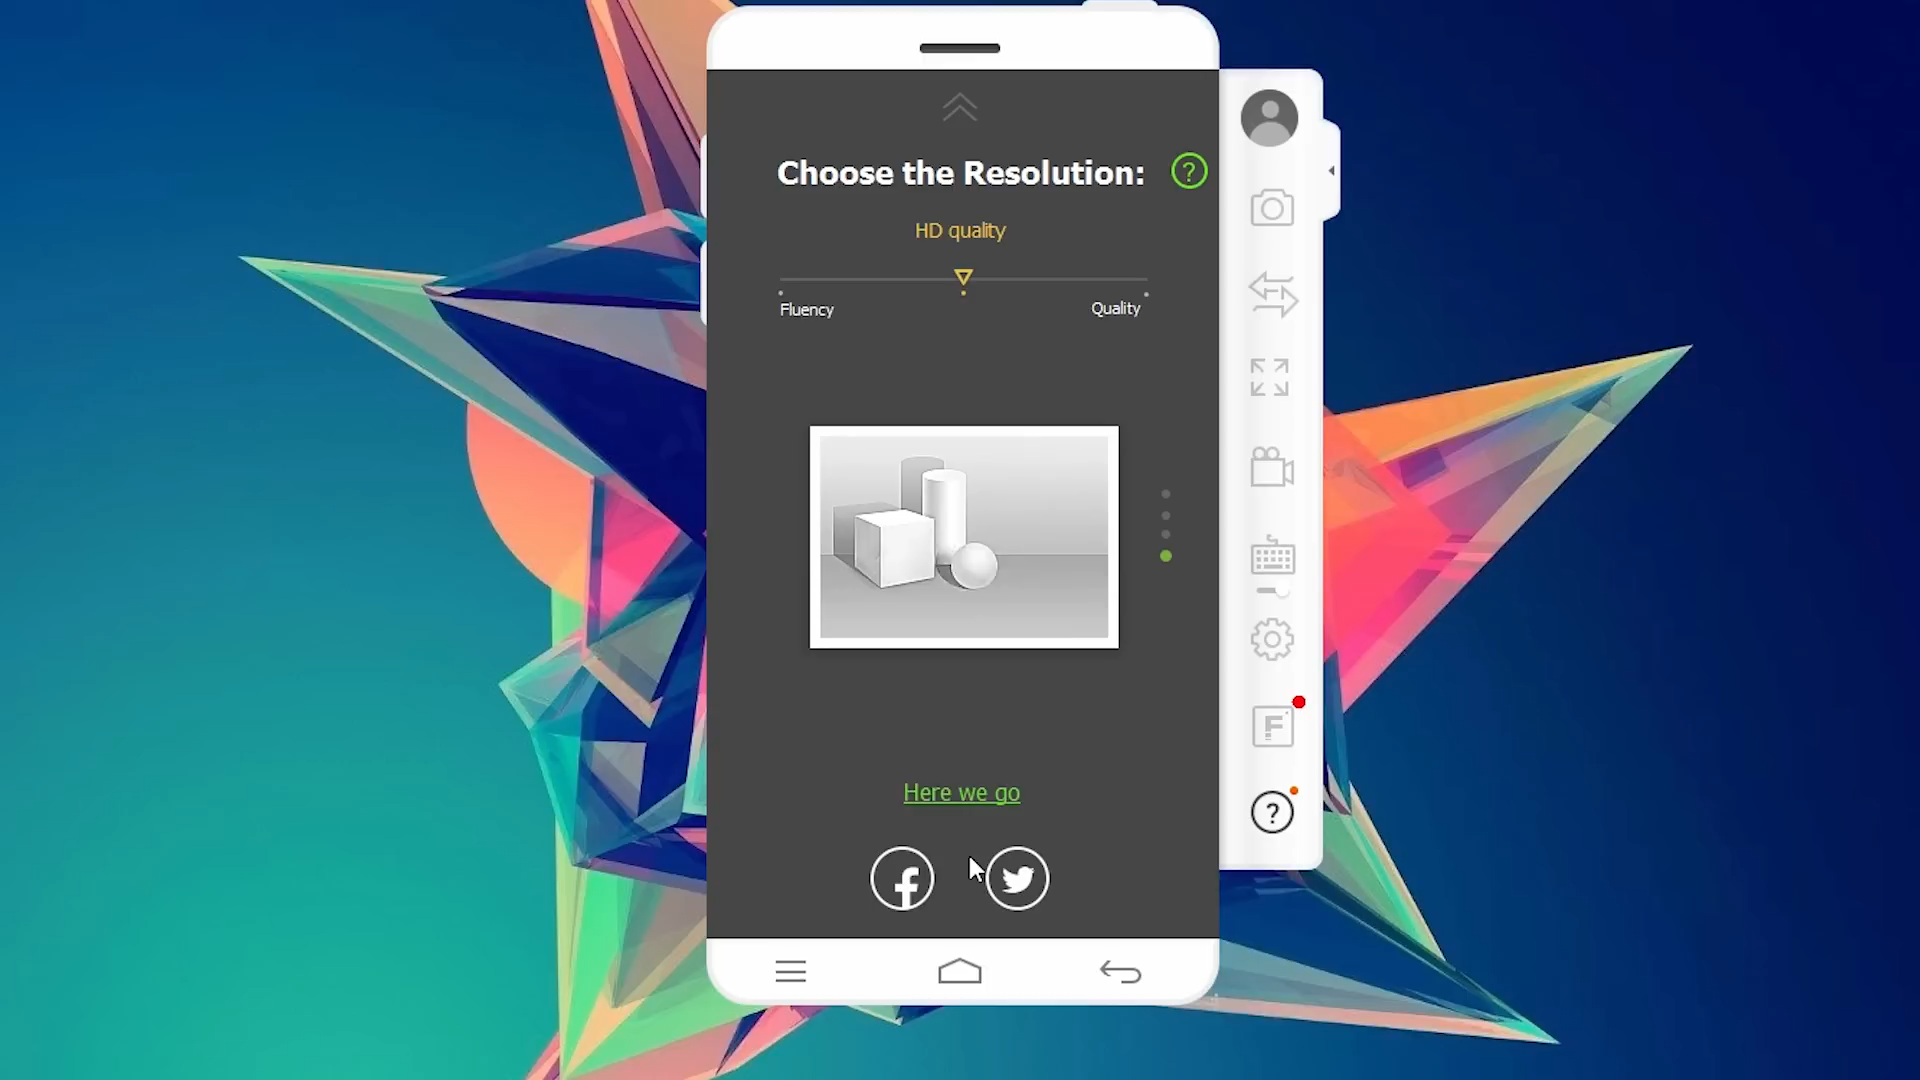 Choose the Resolution:
?
HD quality
Fluency
Quality
F
Here we go
?